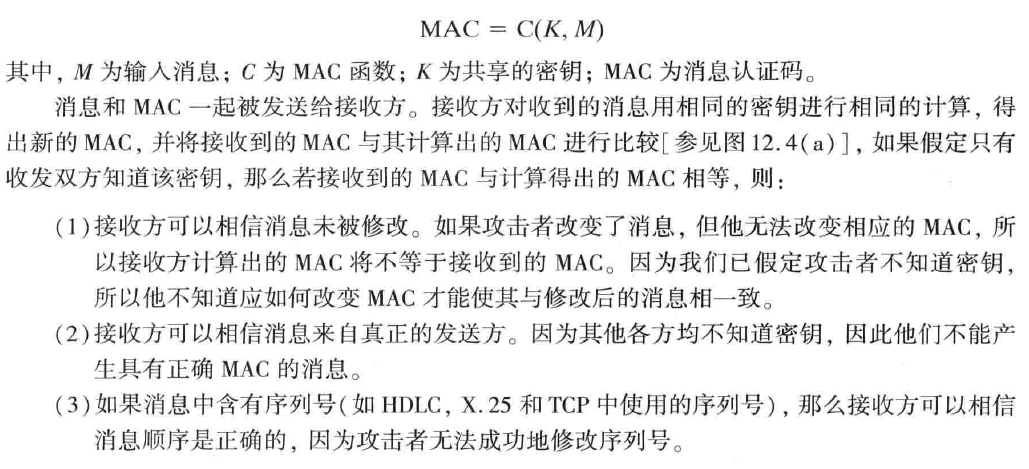 MAC = C(K, M)
其中，M 为输入消息；C 为 MAC 函数；K 为共享的密钥；MAC 为消息认证码。
消息和 MAC 一起被发送给接收方。接收方对收到的消息用相同的密钥进行相同的计算，得
出新的 MAC，并将接收到的 MAC 与其计算出的 MAC 进行比较[参见图 12.4(a)]，如果假定只有
收发双方知道该密钥，那么若接收到的 MAC 与计算得出的 MAC 相等，则：
(1)接收方可以相信消息未被修改。如果攻击者改变了消息，但他无法改变相应的 MAC，所
以接收方计算出的 MAC 将不等于接收到的 MAC。因为我们已假定攻击者不知道密钥，
所以他不知道应如何改变 MAC 才能使其与修改后的消息相一致。
(2)接收方可以相信消息来自真正的发送方。因为其他各方均不知道密钥，因此他们不能产
生具有正确 MAC 的消息。
(3)如果消息中含有序列号(如 HDLC，X.25 和 TCP 中使用的序列号)，那么接收方可以相信
消息顺序是正确的，因为攻击者无法成功地修改序列号。